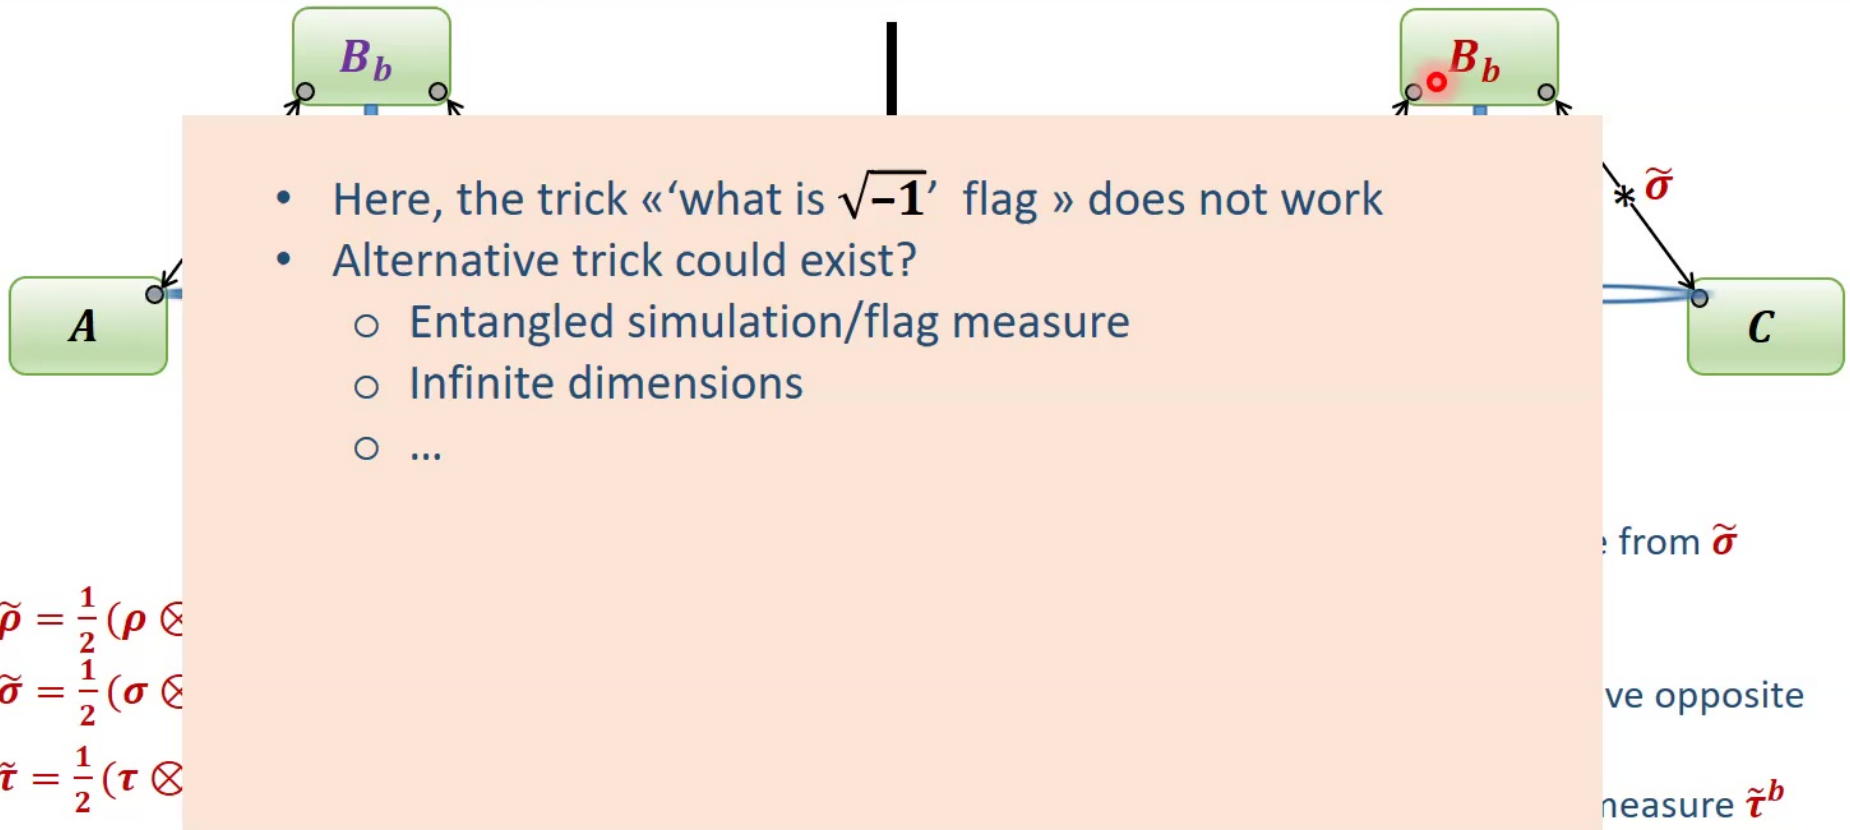 B_b
B_b
• Here, the trick «‘what is √−1’ flag » does not work
σ̃
• Alternative trick could exist?
A
o Entangled simulation/flag measure
C
o Infinite dimensions
o ...
from σ̃
ρ̃ = 1/2 (ρ ⊗
σ̃ = 1/2 (σ ⊗
ve opposite
τ̃ = 1/2 (τ ⊗
measure τ̃^b